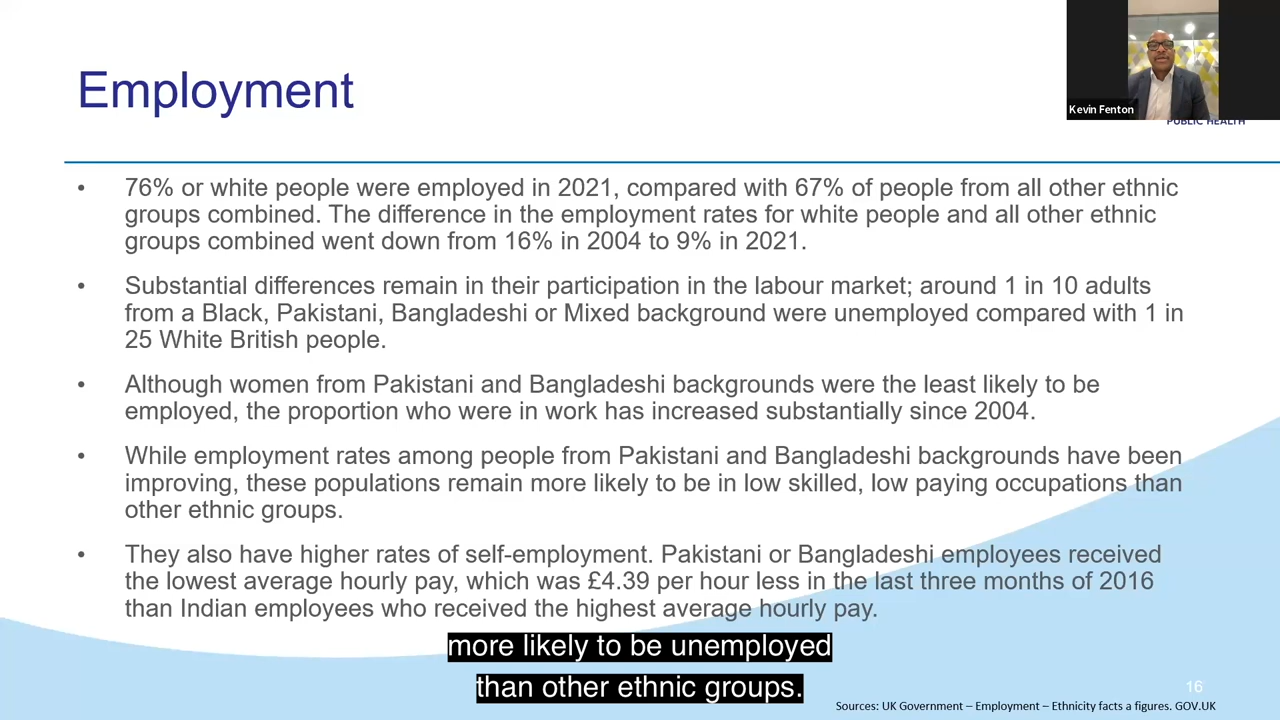 Employment
Kevin Fenton
PUBLIC HEALTH
• 76% or white people were employed in 2021, compared with 67% of people from all other ethnic
groups combined. The difference in the employment rates for white people and all other ethnic
groups combined went down from 16% in 2004 to 9% in 2021.
• Substantial differences remain in their participation in the labour market; around 1 in 10 adults
from a Black, Pakistani, Bangladeshi or Mixed background were unemployed compared with 1 in
25 White British people.
• Although women from Pakistani and Bangladeshi backgrounds were the least likely to be
employed, the proportion who were in work has increased substantially since 2004.
• While employment rates among people from Pakistani and Bangladeshi backgrounds have been
improving, these populations remain more likely to be in low skilled, low paying occupations than
other ethnic groups.
• They also have higher rates of self-employment. Pakistani or Bangladeshi employees received
the lowest average hourly pay, which was £4.39 per hour less in the last three months of 2016
than Indian employees who received the highest average hourly pay.
more likely to be unemployed
than other ethnic groups.
16
Sources: UK Government – Employment – Ethnicity facts a figures. GOV.UK